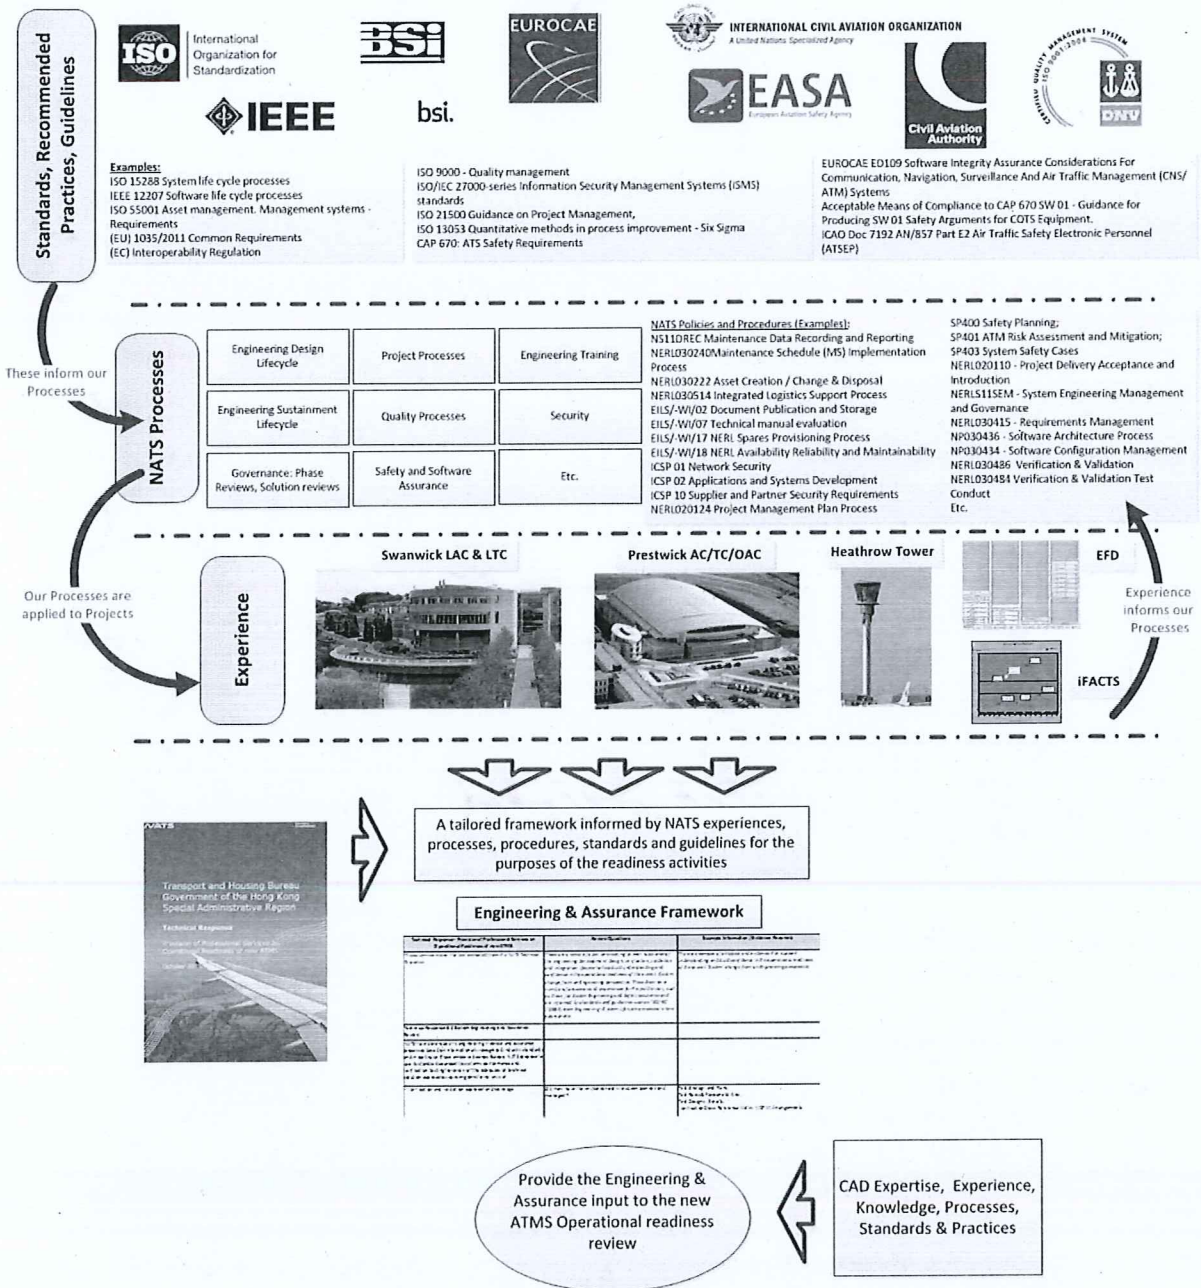 Standards, Recommended
Practices, Guidelines
ISO
International
Organization for
Standardization
BSi
EUROCAE
INTERNATIONAL CIVIL AVIATION ORGANIZATION
A United Nations Specialized Agency
IEEE
bsi.
EASA
European Aviation Safety Agency
Civil Aviation
Authority
CERTIFIED QUALITY MANAGEMENT SYSTEM
ISO 9001:2008
DNV
Examples:
ISO 15288 System life cycle processes
IEEE 12207 Software life cycle processes
ISO 55001 Asset management. Management systems -
Requirements
(EU) 1035/2011 Common Requirements
(EC) Interoperability Regulation
ISO 9000 - Quality management
ISO/IEC 27000-series Information Security Management Systems (ISMS)
standards
ISO 21500 Guidance on Project Management,
ISO 13053 Quantitative methods in process improvement - Six Sigma
CAP 670: ATS Safety Requirements
EUROCAE ED109 Software Integrity Assurance Considerations For
Communication, Navigation, Surveillance And Air Traffic Management (CNS/
ATM) Systems
Acceptable Means of Compliance to CAP 670 SW 01 - Guidance for
Producing SW 01 Safety Arguments for COTS Equipment.
ICAO Doc 7192 AN/857 Part E2 Air Traffic Safety Electronic Personnel
(ATSEP)
These inform our
Processes
NATS Processes
Engineering Design
Lifecycle
Project Processes
Engineering Training
Engineering Sustainment
Lifecycle
Quality Processes
Security
Governance: Phase
Reviews, Solution reviews
Safety and Software
Assurance
Etc.
NATS Policies and Procedures (Examples):
NS11DREC Maintenance Data Recording and Reporting
NERL030240Maintenance Schedule (MS) Implementation
Process
NERL030222 Asset Creation / Change & Disposal
NERL030514 Integrated Logistics Support Process
EILS/-WI/02 Document Publication and Storage
EILS/-WI/07 Technical manual evaluation
EILS/-WI/17 NERL Spares Provisioning Process
EILS/-WI/18 NERL Availability Reliability and Maintainability
ICSP 01 Network Security
ICSP 02 Applications and Systems Development
ICSP 10 Supplier and Partner Security Requirements
NERL020124 Project Management Plan Process
SP400 Safety Planning;
SP401 ATM Risk Assessment and Mitigation;
SP403 System Safety Cases
NERL020110 - Project Delivery Acceptance and
Introduction
NERLS11SEM - System Engineering Management
and Governance
NERL030415 - Requirements Management
NP030436 - Software Architecture Process
NP030434 - Software Configuration Management
NERL030486 Verification & Validation
NERL030484 Verification & Validation Test
Conduct
Etc.
Our Processes are
applied to Projects
Experience
Swanwick LAC & LTC
Prestwick AC/TC/OAC
Heathrow Tower
EFD
iFACTS
Experience
informs our
Processes
NATS
Transport and Housing Bureau
Government of the Hong Kong
Special Administrative Region
Technical Response
A tailored framework informed by NATS experiences,
processes, procedures, standards and guidelines for the
purposes of the readiness activities
Engineering & Assurance Framework
Provide the Engineering &
Assurance input to the new
ATMS Operational readiness
review
CAD Expertise, Experience,
Knowledge, Processes,
Standards & Practices